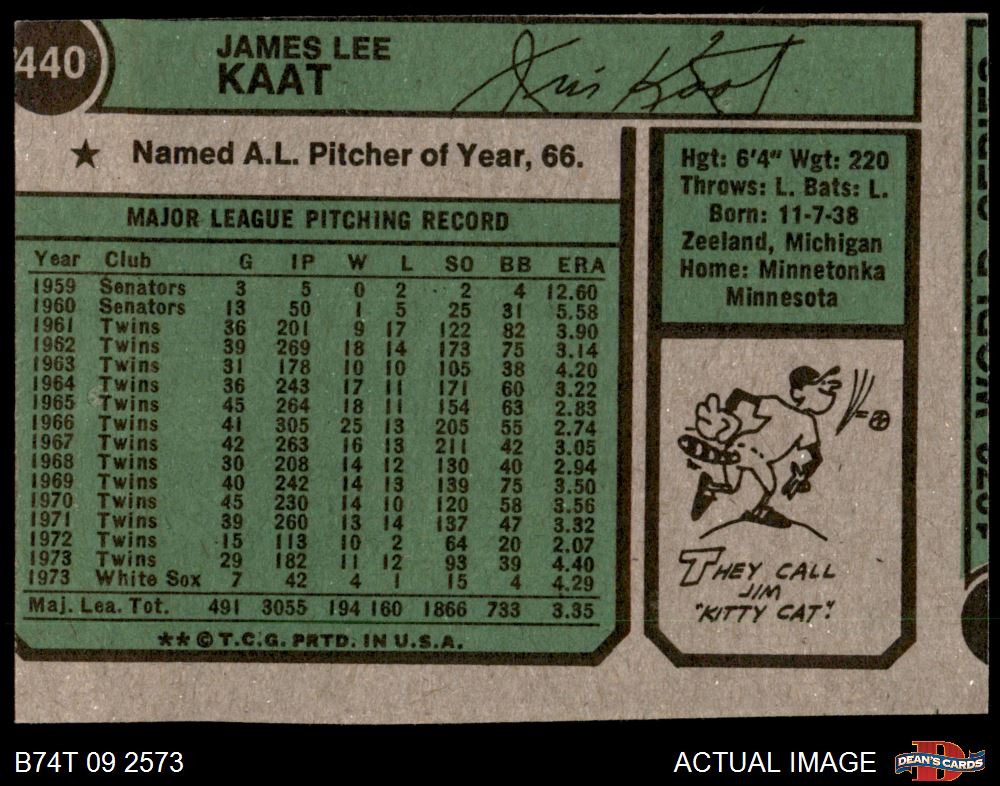 440
JAMES LEE
KAAT
Jim Kaat
★ Named A.L. Pitcher of Year, 66.
MAJOR LEAGUE PITCHING RECORD
Year Club G IP W L SO BB ERA
1959 Senators 3 5 0 2 2 4 12.60
1960 Senators 13 50 1 5 25 31 5.58
1961 Twins 36 201 9 17 122 82 3.90
1962 Twins 39 269 18 14 173 75 3.14
1963 Twins 31 178 10 10 105 38 4.20
1964 Twins 36 243 17 11 171 60 3.22
1965 Twins 45 264 18 11 154 63 2.83
1966 Twins 41 305 25 13 205 55 2.74
1967 Twins 42 263 16 13 211 42 3.05
1968 Twins 30 208 14 12 130 40 2.94
1969 Twins 40 242 14 13 139 75 3.50
1970 Twins 45 230 14 10 120 58 3.56
1971 Twins 39 260 13 14 137 47 3.32
1972 Twins 15 113 10 2 64 20 2.07
1973 Twins 29 182 11 12 93 39 4.40
1973 White Sox 7 42 4 1 15 4 4.29
Maj. Lea. Tot. 491 3055 194 160 1866 733 3.35
** © T.C.G. PRTD. IN U.S.A.
Hgt: 6'4" Wgt: 220
Throws: L. Bats: L.
Born: 11-7-38
Zeeland, Michigan
Home: Minnetonka
Minnesota
THEY CALL
JIM
"KITTY CAT".
B74T 09 2573
ACTUAL IMAGE
D
DEAN'S CARDS